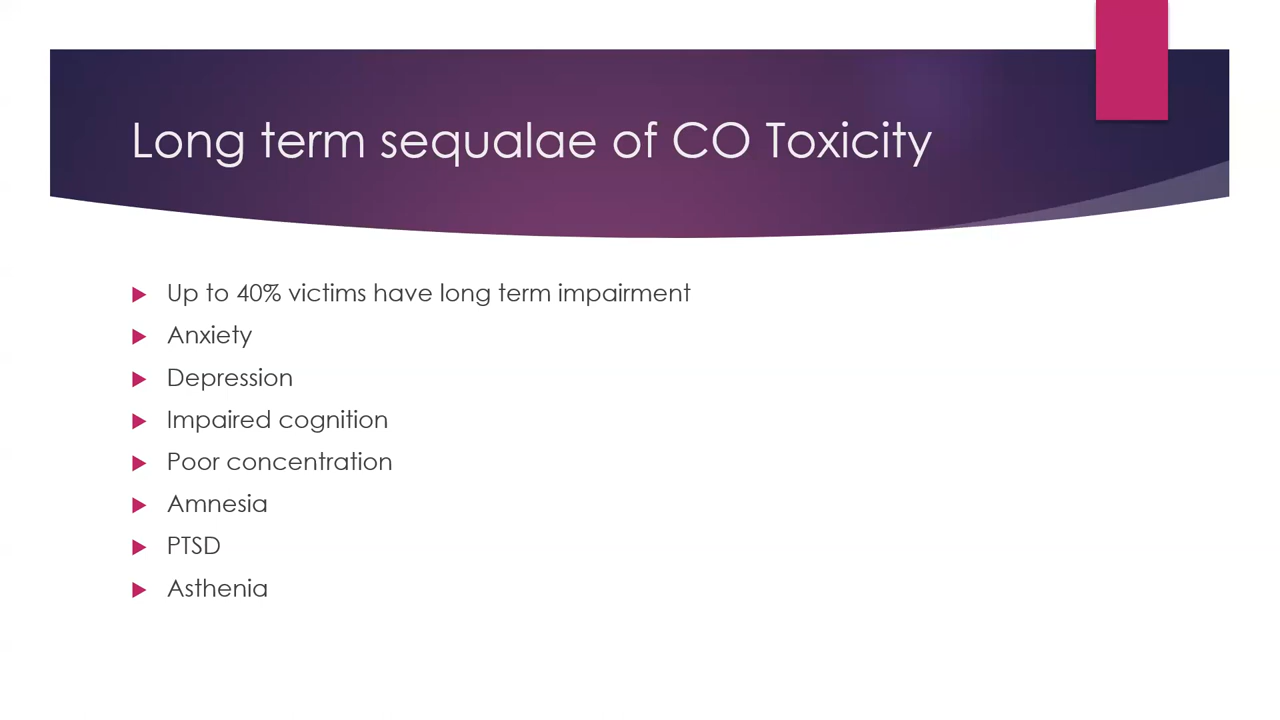 Long term sequalae of CO Toxicity
Up to 40% victims have long term impairment
Anxiety
Depression
Impaired cognition
Poor concentration
Amnesia
PTSD
Asthenia